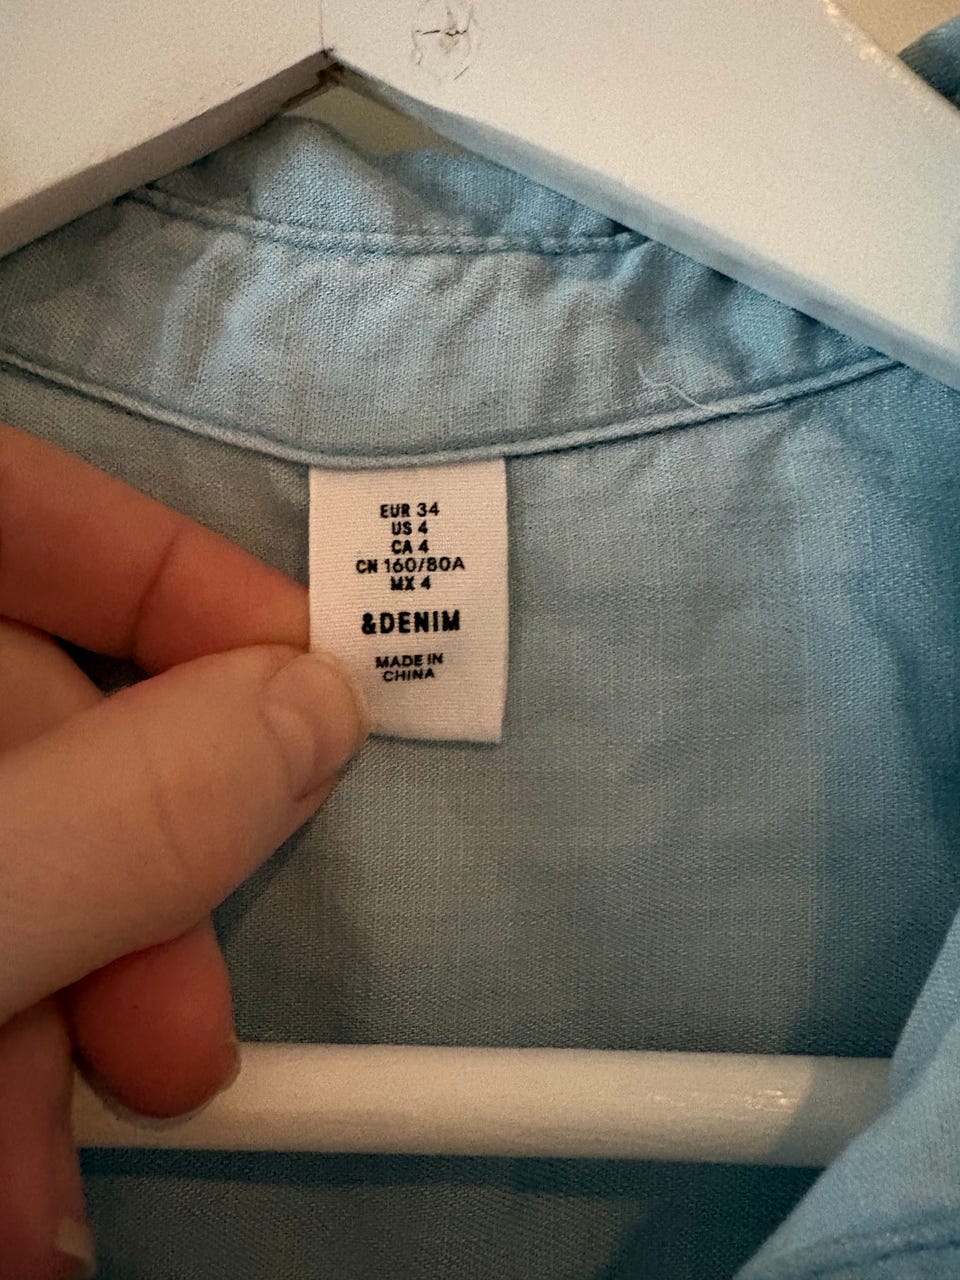 EUR 34
US 4
CA 4
CN 160/80A
MX 4
&DENIM
MADE IN
CHINA